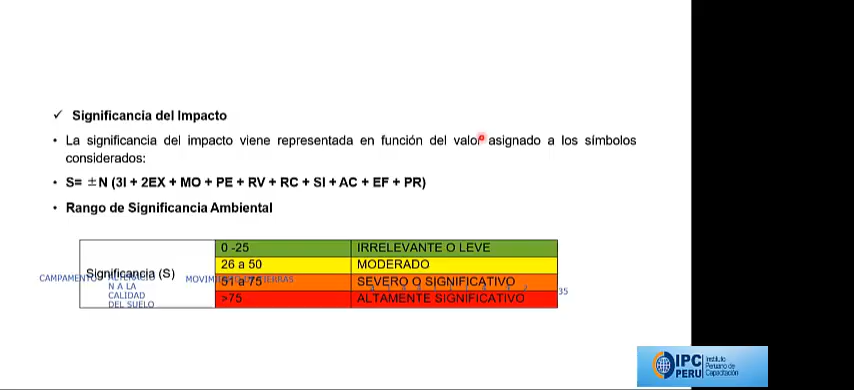 ✓ Significancia del Impacto
• La significancia del impacto viene representada en función del valor asignado a los símbolos
considerados:
• S= ±N (3I + 2EX + MO + PE + RV + RC + SI + AC + EF + PR)
• Rango de Significancia Ambiental
0 -25 IRRELEVANTE O LEVE
26 a 50 MODERADO
Significancia (S)
51 a 75 SEVERO O SIGNIFICATIVO
>75 ALTAMENTE SIGNIFICATIVO
CAMPAMENTO
N A LA
CALIDAD
DEL SUELO
35
IPC PERU
Instituto
Peruano de
Capacitación